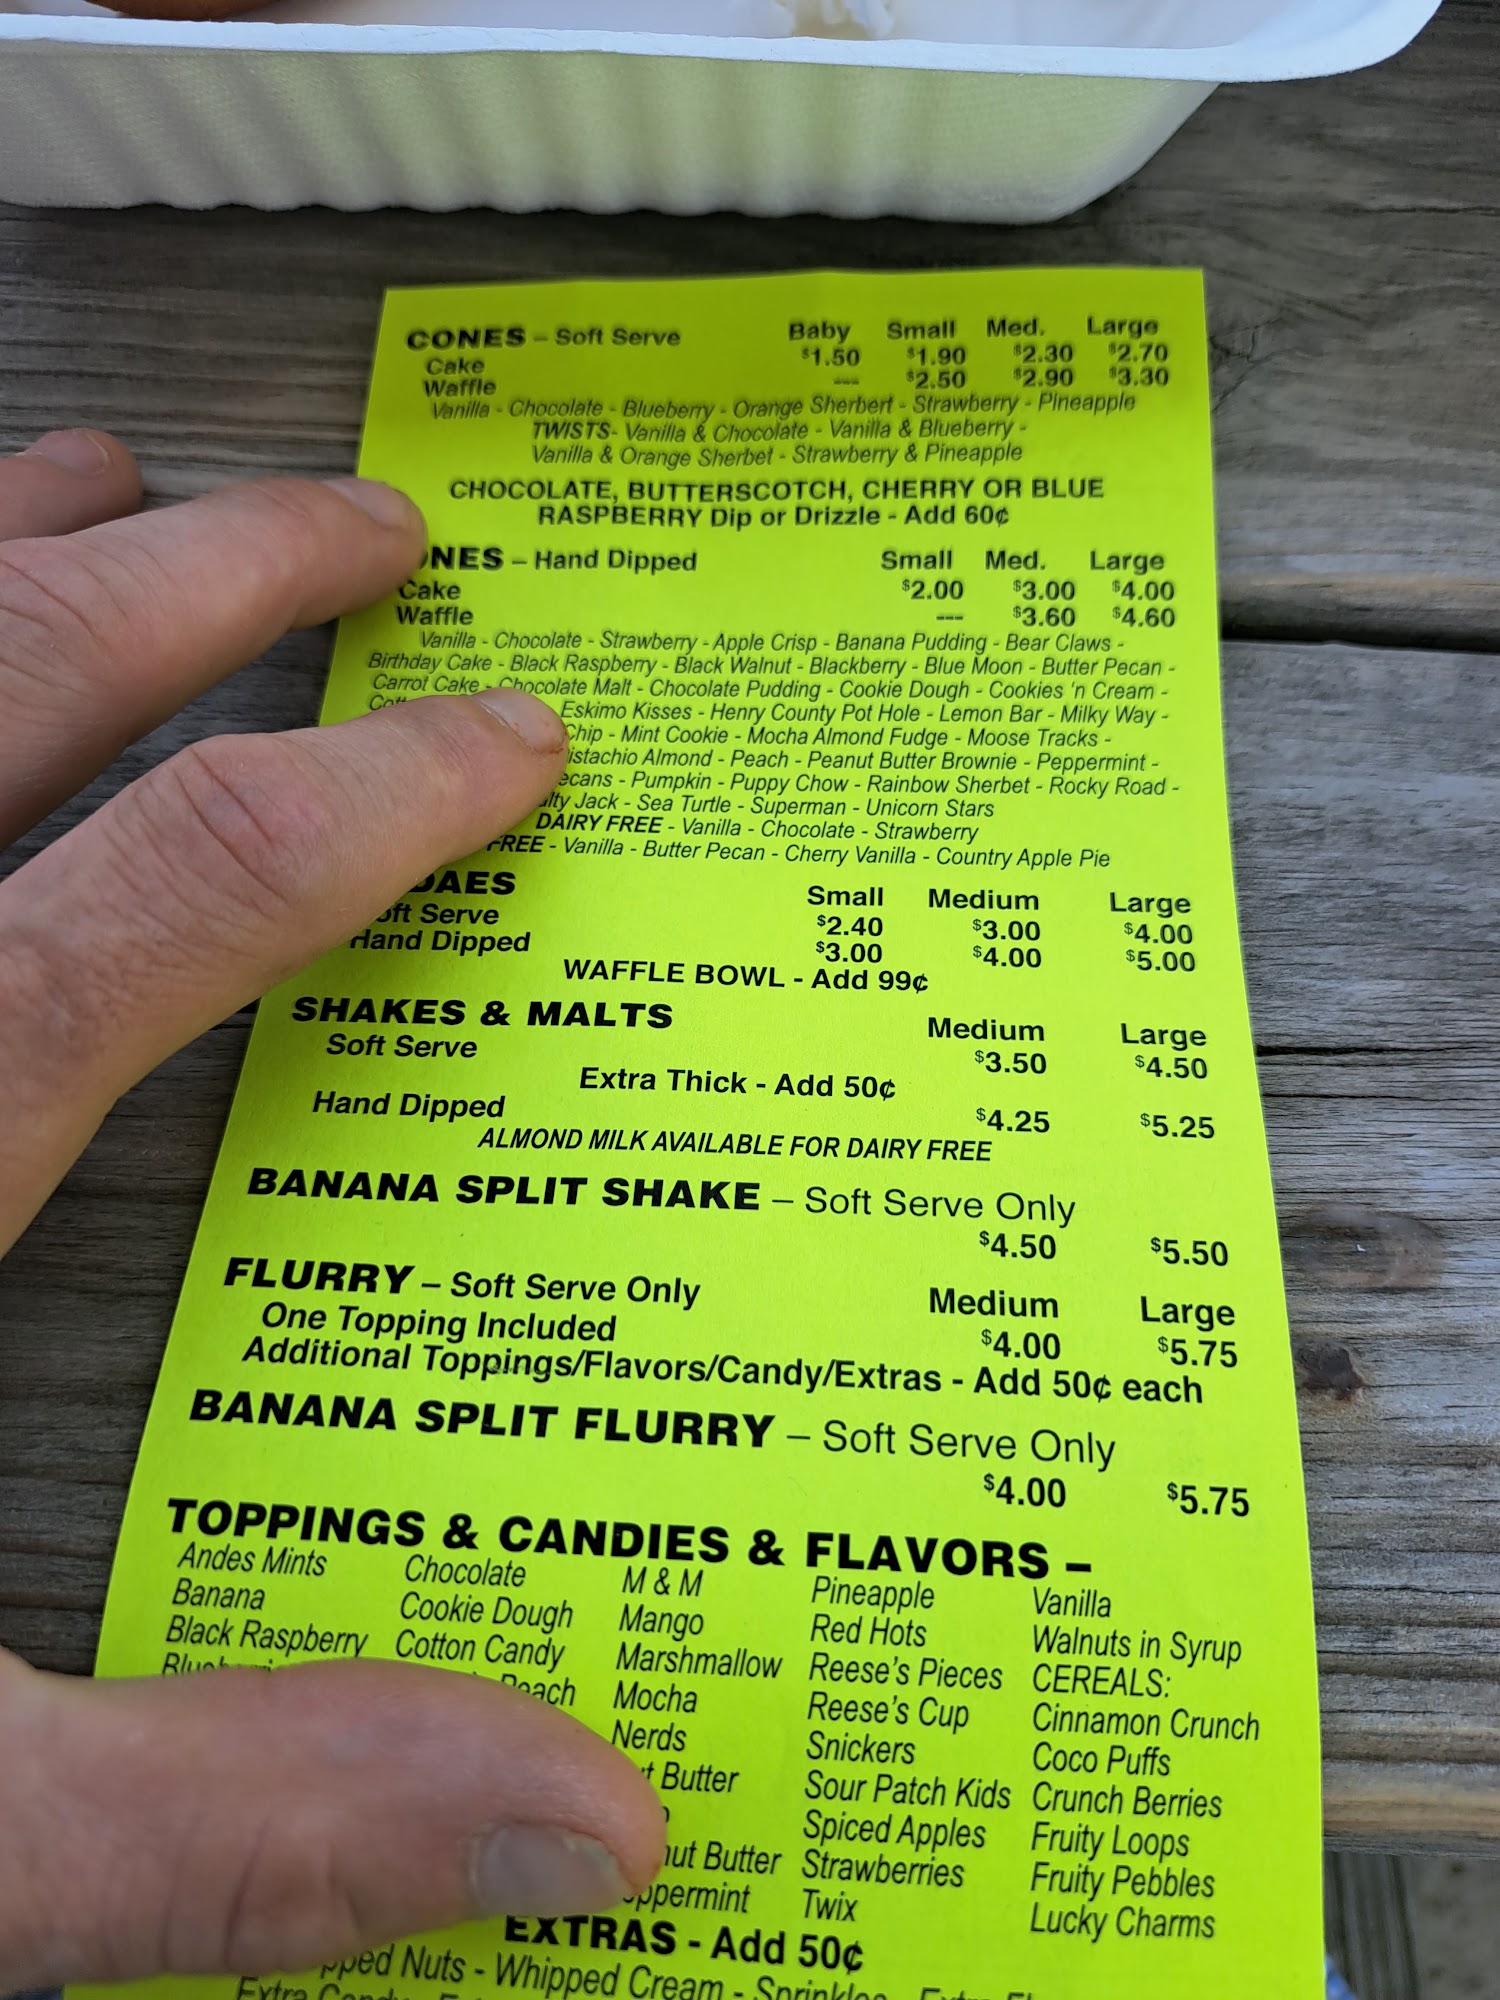 CONES – Soft Serve Baby Small Med. Large
Cake $1.50 $1.90 $2.30 $2.70
Waffle --- $2.50 $2.90 $3.30
Vanilla - Chocolate - Blueberry - Orange Sherbert - Strawberry - Pineapple
TWISTS- Vanilla & Chocolate - Vanilla & Blueberry -
Vanilla & Orange Sherbet - Strawberry & Pineapple
CHOCOLATE, BUTTERSCOTCH, CHERRY OR BLUE
RASPBERRY Dip or Drizzle - Add 60¢
– Hand Dipped Small Med. Large
Cake $2.00 $3.00 $4.00
Waffle --- $3.60 $4.60
Vanilla - Chocolate - Strawberry - Apple Crisp - Banana Pudding - Bear Claws -
Birthday Cake - Black Raspberry - Black Walnut - Blackberry - Blue Moon - Butter Pecan -
Carrot Cake - Chocolate Malt - Chocolate Pudding - Cookie Dough - Cookies 'n Cream -
Eskimo Kisses - Henry County Pot Hole - Lemon Bar - Milky Way -
Chip - Mint Cookie - Mocha Almond Fudge - Moose Tracks -
Almond - Peach - Peanut Butter Brownie - Peppermint -
- Pumpkin - Puppy Chow - Rainbow Sherbet - Rocky Road -
Jack - Sea Turtle - Superman - Unicorn Stars
DAIRY FREE - Vanilla - Chocolate - Strawberry
FREE - Vanilla - Butter Pecan - Cherry Vanilla - Country Apple Pie
Small Medium Large
Serve $2.40 $3.00 $4.00
Hand Dipped $3.00 $4.00 $5.00
WAFFLE BOWL - Add 99¢
SHAKES & MALTS Medium Large
Soft Serve $3.50 $4.50
Extra Thick - Add 50¢
Hand Dipped $4.25 $5.25
ALMOND MILK AVAILABLE FOR DAIRY FREE
BANANA SPLIT SHAKE – Soft Serve Only
$4.50 $5.50
FLURRY – Soft Serve Only Medium Large
One Topping Included $4.00 $5.75
Additional Toppings/Flavors/Candy/Extras - Add 50¢ each
BANANA SPLIT FLURRY – Soft Serve Only
$4.00 $5.75
TOPPINGS & CANDIES & FLAVORS –
Andes Mints Chocolate M & M Pineapple Vanilla
Banana Cookie Dough Mango Red Hots Walnuts in Syrup
Black Raspberry Cotton Candy Marshmallow Reese's Pieces CEREALS:
Mocha Reese's Cup Cinnamon Crunch
Nerds Snickers Coco Puffs
Butter Sour Patch Kids Crunch Berries
Spiced Apples Fruity Loops
Butter Strawberries Fruity Pebbles
Twix Lucky Charms
EXTRAS - Add 50¢
Nuts - Whipped Cream - Sprinkles